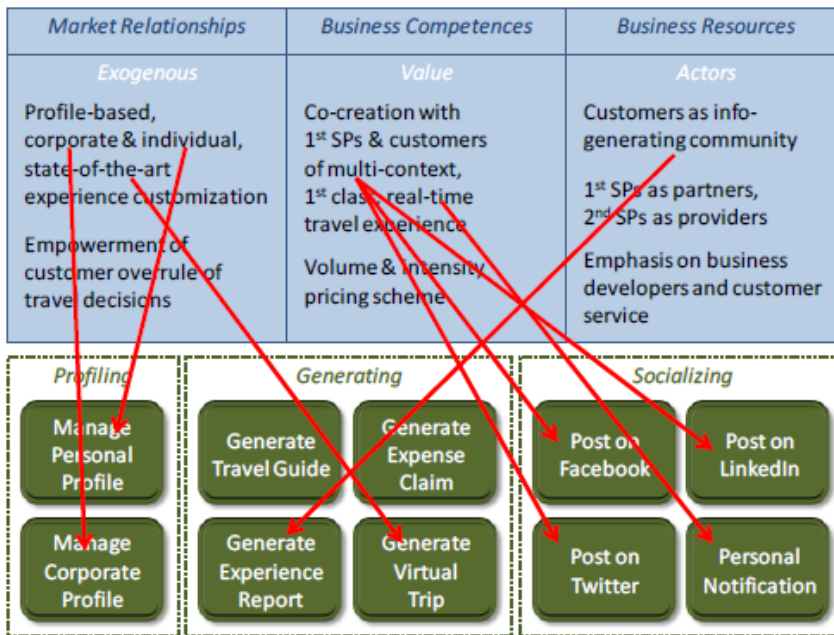 Market Relationships
Business Competences
Business Resources
Exogenous
Value
Actors
Profile-based,
corporate & individual,
state-of-the-art
experience customization
Empowerment of
customer overrule of
travel decisions
Co-creation with
1st SPs & customers
of multi-context,
1st class, real-time
travel experience
Volume & intensity
pricing scheme
Customers as info-
generating community
1st SPs as partners,
2nd SPs as providers
Emphasis on business
developers and customer
service
Profiling
Manage
Personal
Profile
Manage
Corporate
Profile
Generating
Generate
Travel Guide
Generate
Expense
Claim
Generate
Experience
Report
Generate
Virtual
Trip
Socializing
Post on
Facebook
Post on
LinkedIn
Post on
Twitter
Personal
Notification